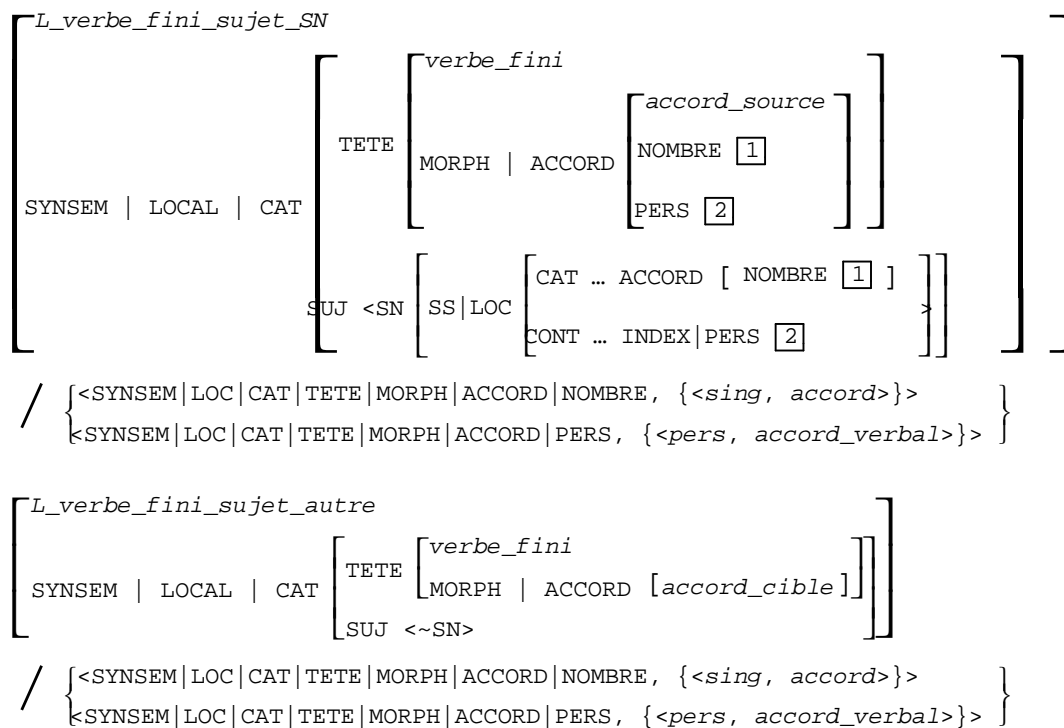 L_verbe_fini_sujet_SN
verbe_fini
accord_source
TETE
NOMBRE 1
MORPH | ACCORD
SYNSEM | LOCAL | CAT
PERS 2
CAT … ACCORD [ NOMBRE 1 ]
SUJ <SN SS|LOC >
CONT … INDEX|PERS 2
/ {<SYNSEM|LOC|CAT|TETE|MORPH|ACCORD|NOMBRE, {<sing, accord>}>
<SYNSEM|LOC|CAT|TETE|MORPH|ACCORD|PERS, {<pers, accord_verbal>}> }
L_verbe_fini_sujet_autre
verbe_fini
TETE
SYNSEM | LOCAL | CAT MORPH | ACCORD [accord_cible]
SUJ <~SN>
/ {<SYNSEM|LOC|CAT|TETE|MORPH|ACCORD|NOMBRE, {<sing, accord>}>
<SYNSEM|LOC|CAT|TETE|MORPH|ACCORD|PERS, {<pers, accord_verbal>}> }